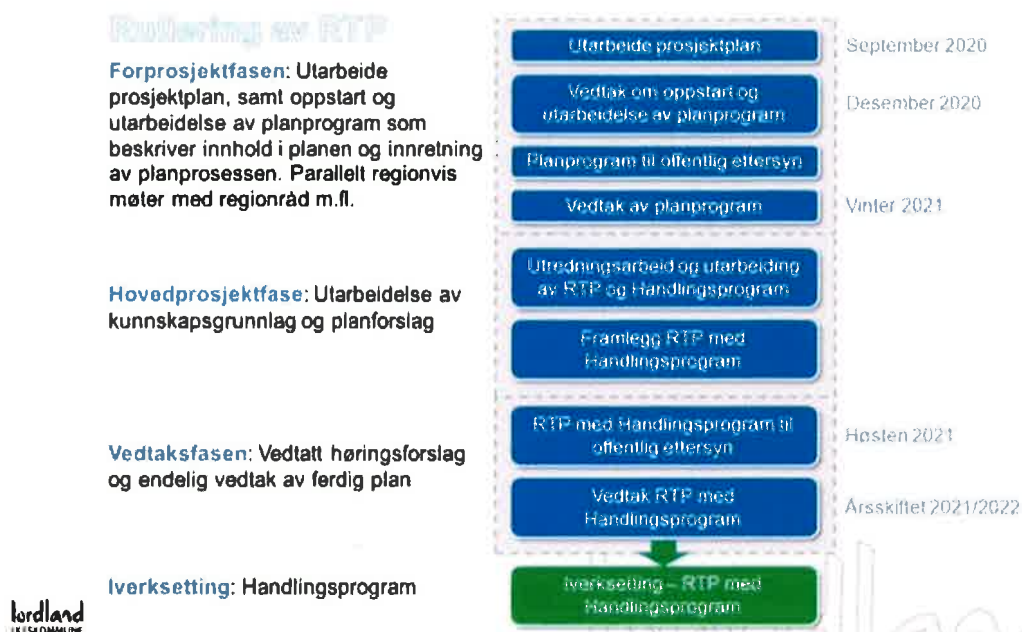 Rullering av RTP
Forprosjektfasen: Utarbeide
prosjektplan, samt oppstart og
utarbeidelse av planprogram som
beskriver innhold i planen og innretning
av planprosessen. Parallelt regionvis
møter med regionråd m.fl.
Utarbeide prosjektplan
September 2020
Vedtak om oppstart og
utarbeidelse av planprogram
Desember 2020
Planprogram til offentlig ettersyn
Vedtak av planprogram
Vinter 2021
Hovedprosjektfase: Utarbeidelse av
kunnskapsgrunnlag og planforslag
Utredningsarbeid og utarbeiding
av RTP og Handlingsprogram
Framlegg RTP med
Handlingsprogram
Vedtaksfasen: Vedtatt høringsforslag
og endelig vedtak av ferdig plan
RTP med Handlingsprogram til
offentlig ettersyn
Høsten 2021
Vedtak RTP med
Handlingsprogram
Årsskiftet 2021/2022
Iverksetting: Handlingsprogram
Iverksetting – RTP med
Handlingsprogram
lordland